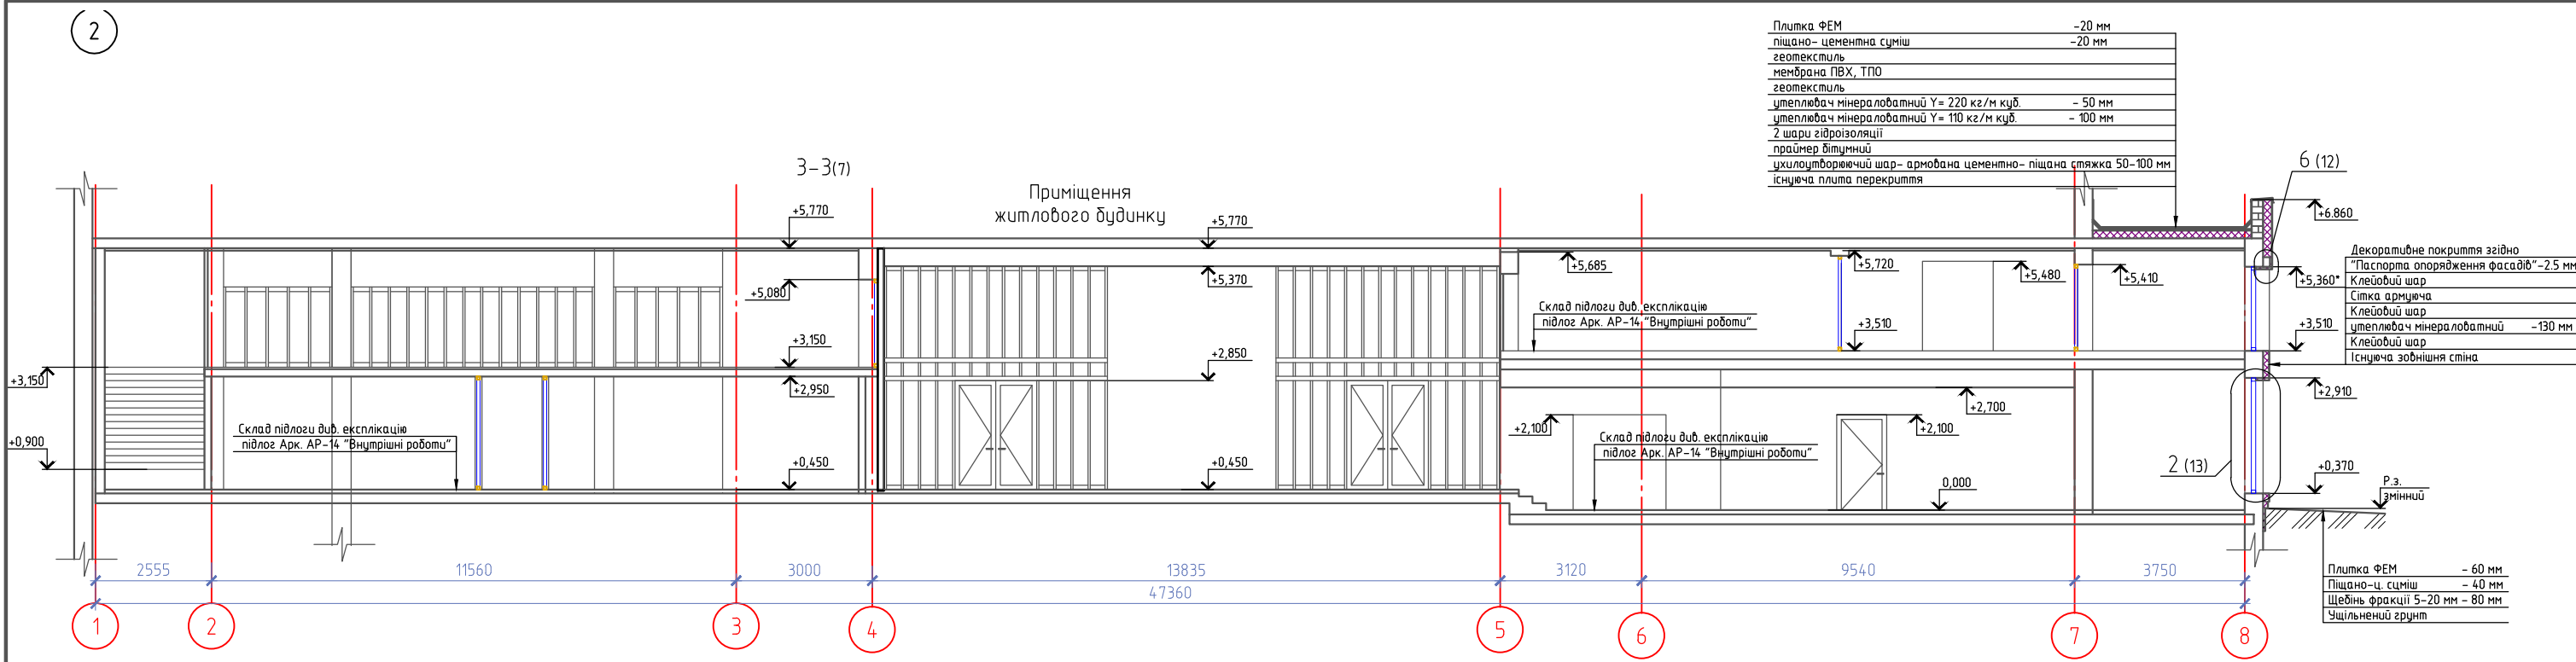 2
Плитка ФЕМ -20 мм
піщано- цементна суміш -20 мм
геотекстиль
мембрана ПВХ, ТПО
геотекстиль
утеплювач мінераловатний Y= 220 кг/м куб. - 50 мм
утеплювач мінераловатний Y= 110 кг/м куб. - 100 мм
2 шари гідроізоляції
праймер бітумний
ухилоутворюючий шар- армована цементно- піщана стяжка 50-100 мм
існуюча плита перекриття
3-3(7)
Приміщення
житлового будинку
6 (12)
+5,770
+5,770
+6.860
+5,080
+5,370
+5,685
+5,720
+5,480
+5,410
+5,360*
Декоративне покриття згідно
"Паспорта опорядження фасадів"-2.5 мм
Клейовий шар
Сітка армуюча
Клейовий шар
утеплювач мінераловатний -130 мм
Клейовий шар
Існуюча зовнішня стіна
Склад підлоги див. експлікацію
підлог Арк. АР-14 "Внутрішні роботи"
+3,150
+3,150
+2,850
+3,510
+3,510
+2,950
+2,910
+2,700
+0,900
Склад підлоги див. експлікацію
підлог Арк. АР-14 "Внутрішні роботи"
+2,100
+2,100
Склад підлоги див. експлікацію
підлог Арк. АР-14 "Внутрішні роботи"
+0,450
+0,450
0,000
2 (13)
+0,370
Р.з.
змінний
2555 11560 3000 13835 3120 9540 3750
47360
Плитка ФЕМ - 60 мм
Піщано-ц. суміш - 40 мм
Щебінь фракції 5-20 мм - 80 мм
Ущільнений грунт
1 2 3 4 5 6 7 8